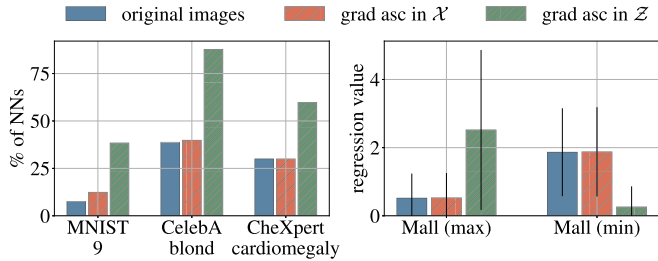 original images
grad asc in 𝒳
grad asc in 𝒵
% of NNs
75
50
25
0
MNIST
9
CelebA
blond
CheXpert
cardiomegaly
regression value
4
2
0
Mall (max)
Mall (min)